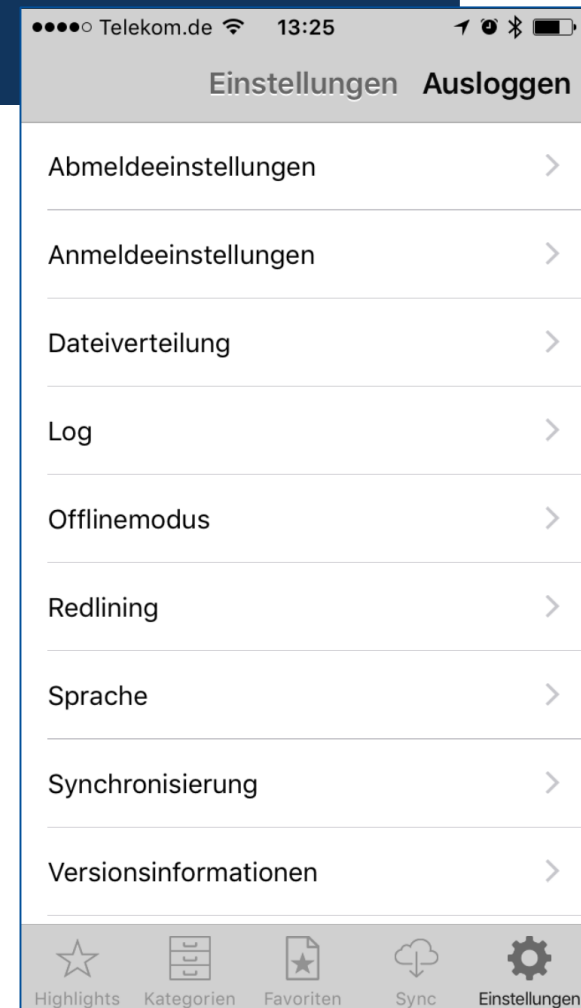 Telekom.de 13:25
Einstellungen Ausloggen
Abmeldeeinstellungen
Anmeldeeinstellungen
Dateiverteilung
Log
Offlinemodus
Redlining
Sprache
Synchronisierung
Versionsinformationen
Highlights Kategorien Favoriten Sync Einstellungen